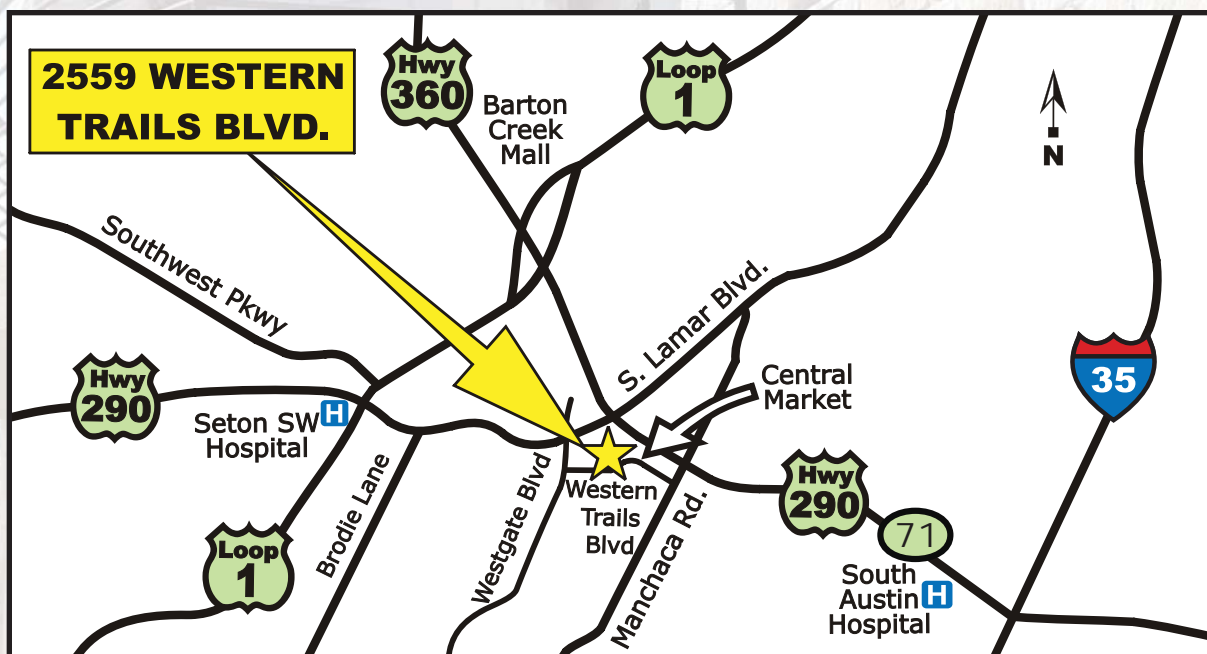 2559 WESTERN
TRAILS BLVD.
Hwy
360
Loop
1
Barton
Creek
Mall
N
Southwest Pkwy
S. Lamar Blvd.
Hwy
290
Seton SW
Hospital
H
Central
Market
35
Brodie Lane
Westgate Blvd
Western
Trails
Blvd
Manchaca Rd.
Hwy
290
71
Loop
1
South
Austin
Hospital
H